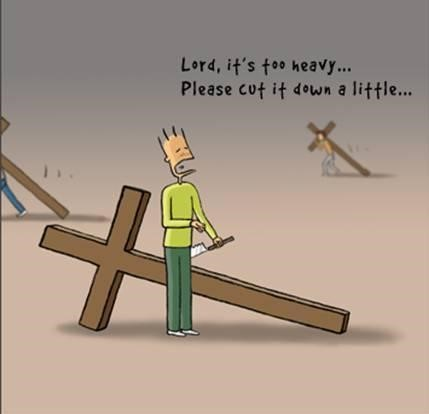 Lord, it's too heavy...
Please cut it down a little...